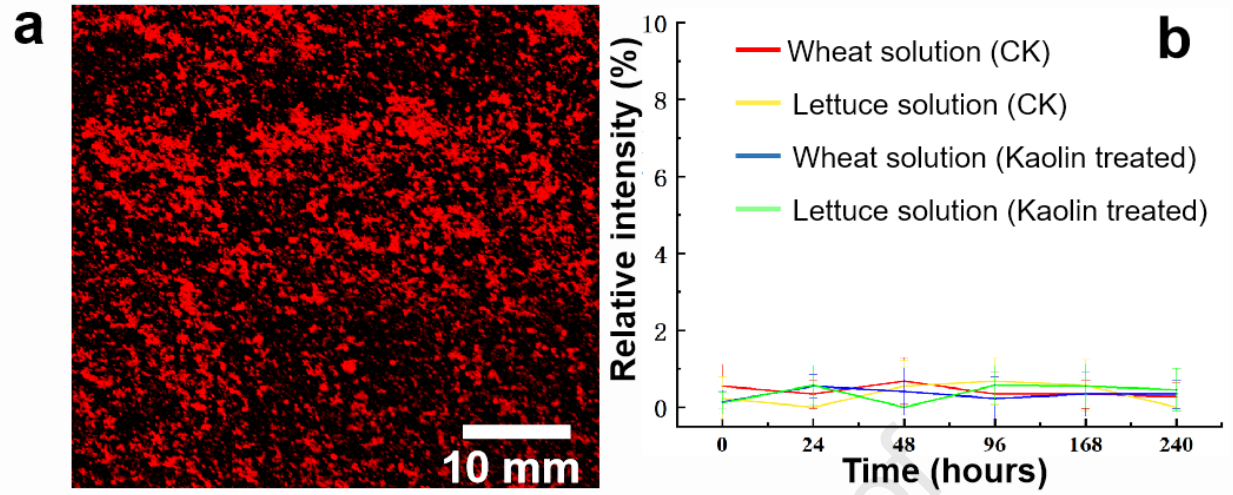 a
10 mm
b
Relative intensity (%)
10
8
6
4
2
0
Wheat solution (CK)
Lettuce solution (CK)
Wheat solution (Kaolin treated)
Lettuce solution (Kaolin treated)
0 24 48 96 168 240
Time (hours)